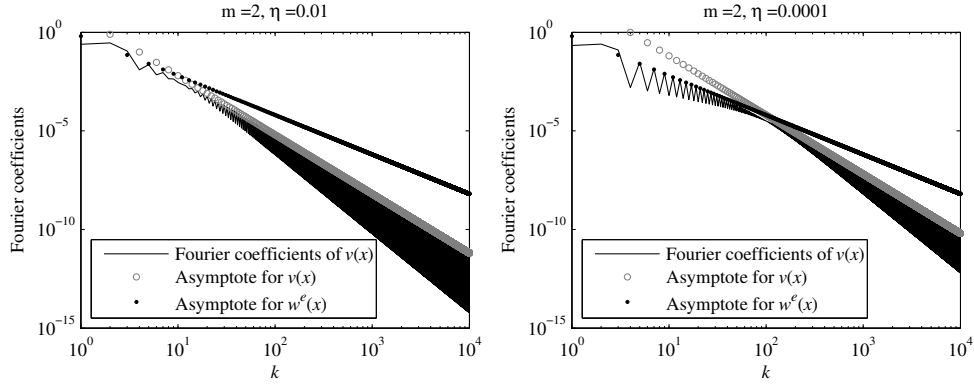 m =2, η =0.01
10^0
10^-5
10^-10
10^-15
Fourier coefficients
Fourier coefficients of v(x)
Asymptote for v(x)
Asymptote for w^e(x)
10^0
10^1
10^2
10^3
10^4
k
m =2, η =0.0001
10^0
10^-5
10^-10
10^-15
Fourier coefficients
Fourier coefficients of v(x)
Asymptote for v(x)
Asymptote for w^e(x)
10^0
10^1
10^2
10^3
10^4
k